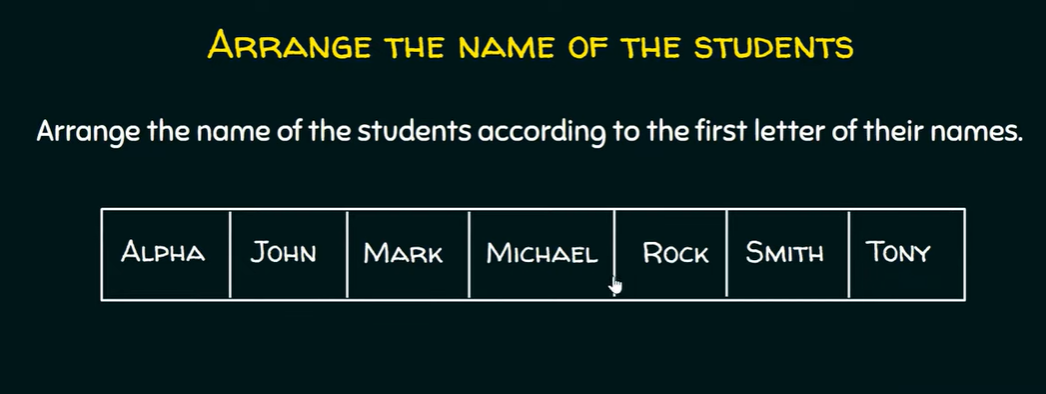 Arrange the name of the students
Arrange the name of the students according to the first letter of their names.
Alpha John Mark Michael Rock Smith Tony